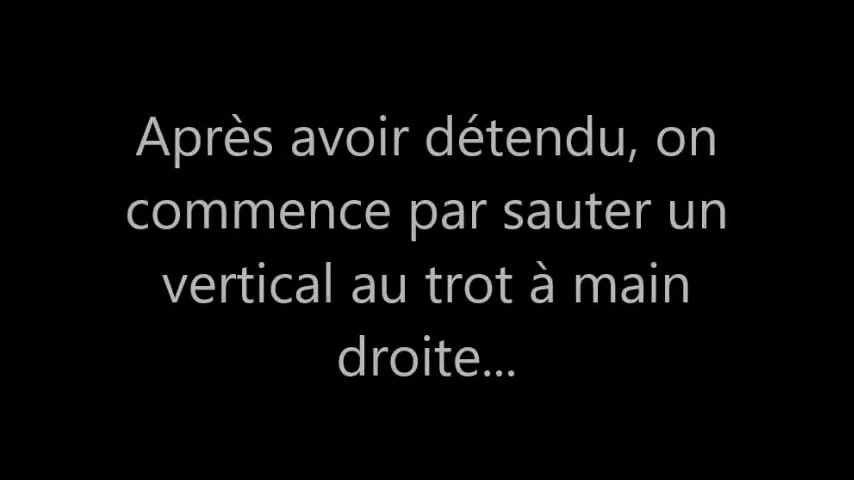 Après avoir détendu, on
commence par sauter un
vertical au trot à main
droite...